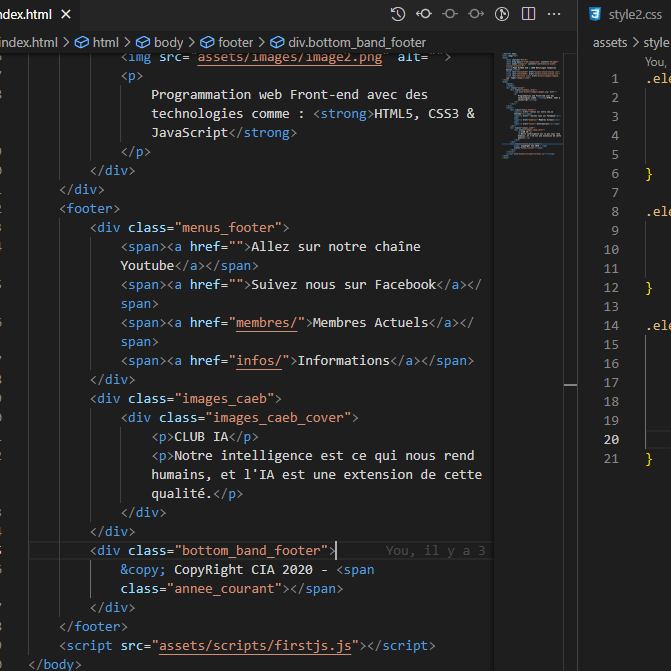 index.html
style2.css
index.html > html > body > footer > div.bottom_band_footer
assets > style
<img src="assets/images/image2.png" alt="">
You,
<p>
Programmation web Front-end avec des
technologies comme : <strong>HTML5, CSS3 &
JavaScript</strong>
</p>
</div>
</div>
<footer>
<div class="menus_footer">
<span><a href="">Allez sur notre chaîne
Youtube</a></span>
<span><a href="">Suivez nous sur Facebook</a></
span>
<span><a href="membres/">Membres Actuels</a></
span>
<span><a href="infos/">Informations</a></span>
</div>
<div class="images_caeb">
<div class="images_caeb_cover">
<p>CLUB IA</p>
<p>Notre intelligence est ce qui nous rend
humains, et l'IA est une extension de cette
qualité.</p>
</div>
</div>
<div class="bottom_band_footer"> You, il y a 3
&copy; CopyRight CIA 2020 - <span
class="annee_courant"></span>
</div>
</footer>
<script src="assets/scripts/firstjs.js"></script>
</body>
1 .ele
2
3
4
5
6 }
7
8 .ele
9
10
11
12 }
13
14 .ele
15
16
17
18
19
20
21 }